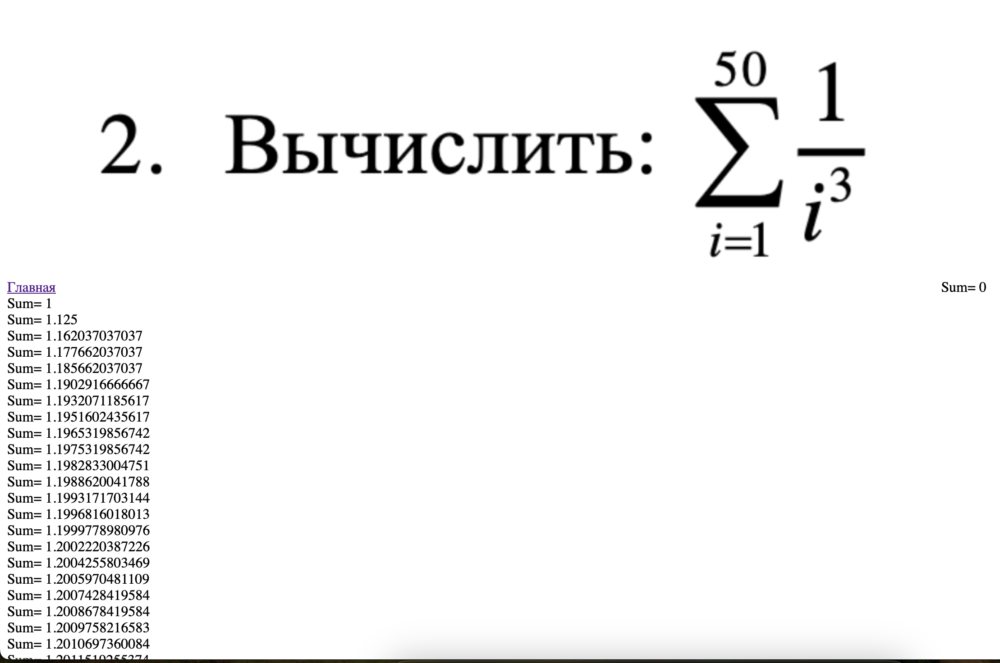 2. Вычислить: \sum_{i=1}^{50} \frac{1}{i^3}
Главная Sum= 0
Sum= 1
Sum= 1.125
Sum= 1.162037037037
Sum= 1.177662037037
Sum= 1.185662037037
Sum= 1.1902916666667
Sum= 1.1932071185617
Sum= 1.1951602435617
Sum= 1.1965319856742
Sum= 1.1975319856742
Sum= 1.1982833004751
Sum= 1.1988620041788
Sum= 1.1993171703144
Sum= 1.1996816018013
Sum= 1.1999778980976
Sum= 1.2002220387226
Sum= 1.2004255803469
Sum= 1.2005970481109
Sum= 1.2007428419584
Sum= 1.2008678419584
Sum= 1.2009758216583
Sum= 1.2010697360084
Sum= 1.2011519255374